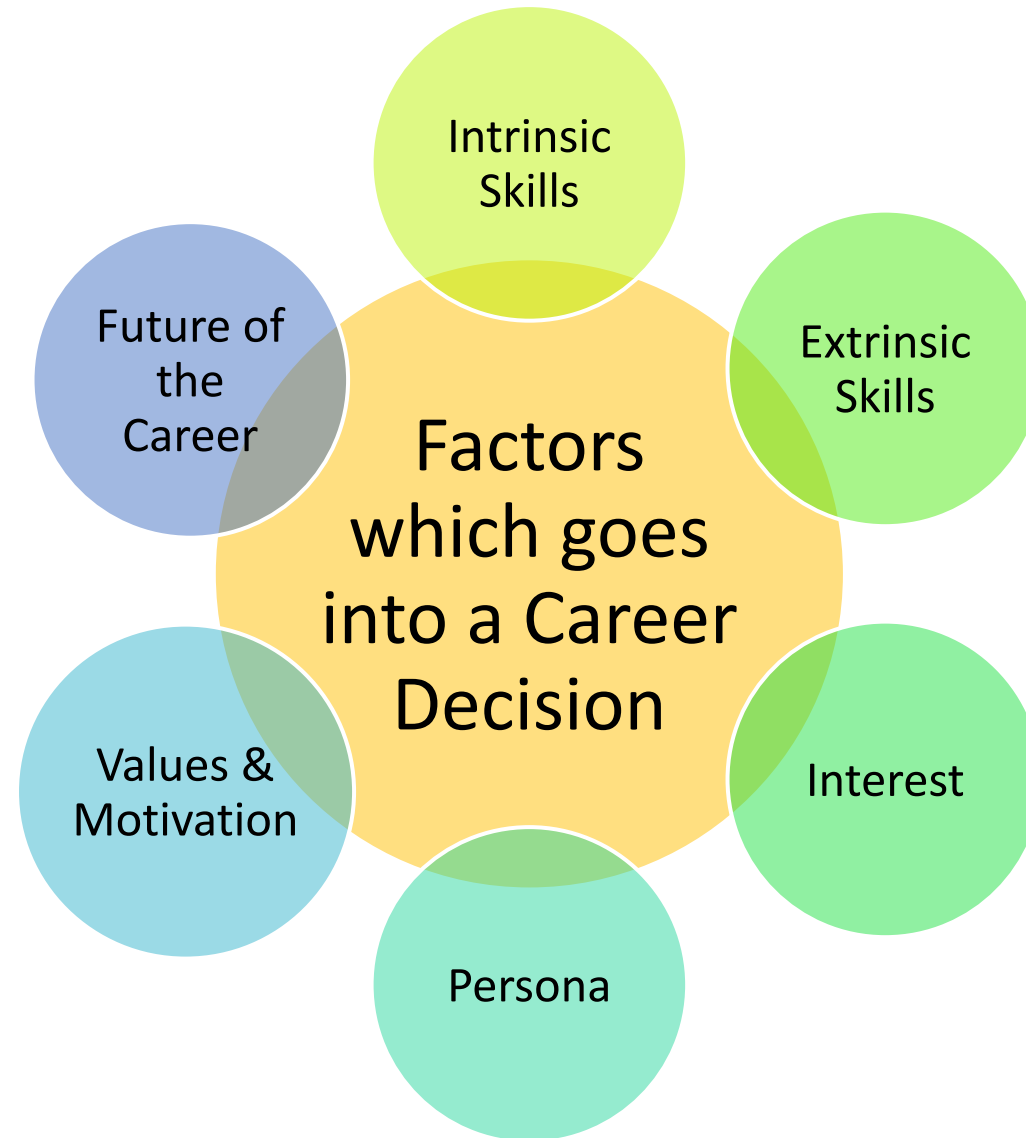 Intrinsic
Skills
Extrinsic
Skills
Interest
Persona
Values &
Motivation
Future of
the
Career
Factors
which goes
into a Career
Decision